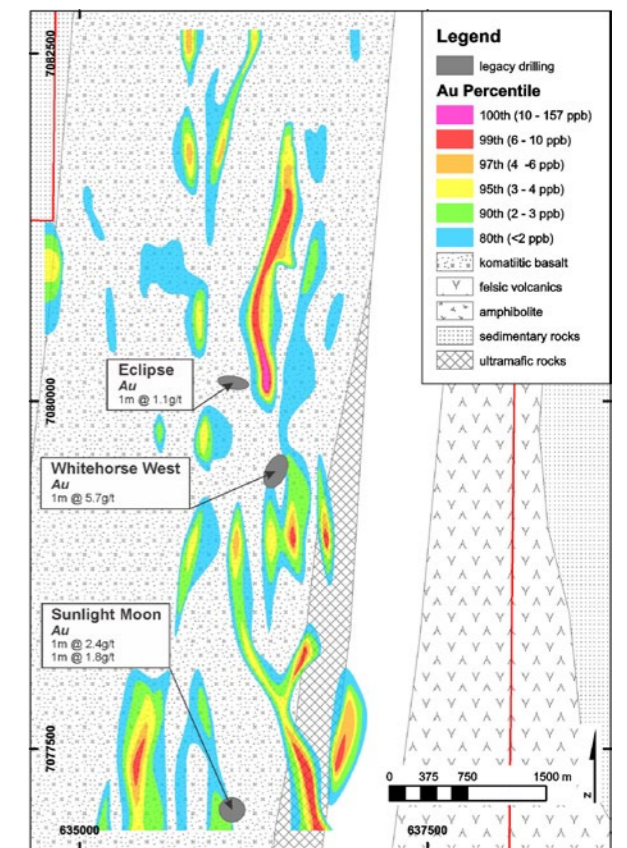 7082500
Legend
legacy drilling
Au Percentile
100th (10 - 157 ppb)
99th (6 - 10 ppb)
97th (4 -6 ppb)
95th (3 - 4 ppb)
90th (2 - 3 ppb)
80th (<2 ppb)
komatiitic basalt
felsic volcanics
amphibolite
sedimentary rocks
ultramafic rocks
Eclipse
Au
1m @ 1.1g/t
7080000
Whitehorse West
Au
1m @ 5.7g/t
Sunlight Moon
Au
1m @ 2.4g/t
1m @ 1.8g/t
7077500
0 375 750 1500 m
N
635000
637500